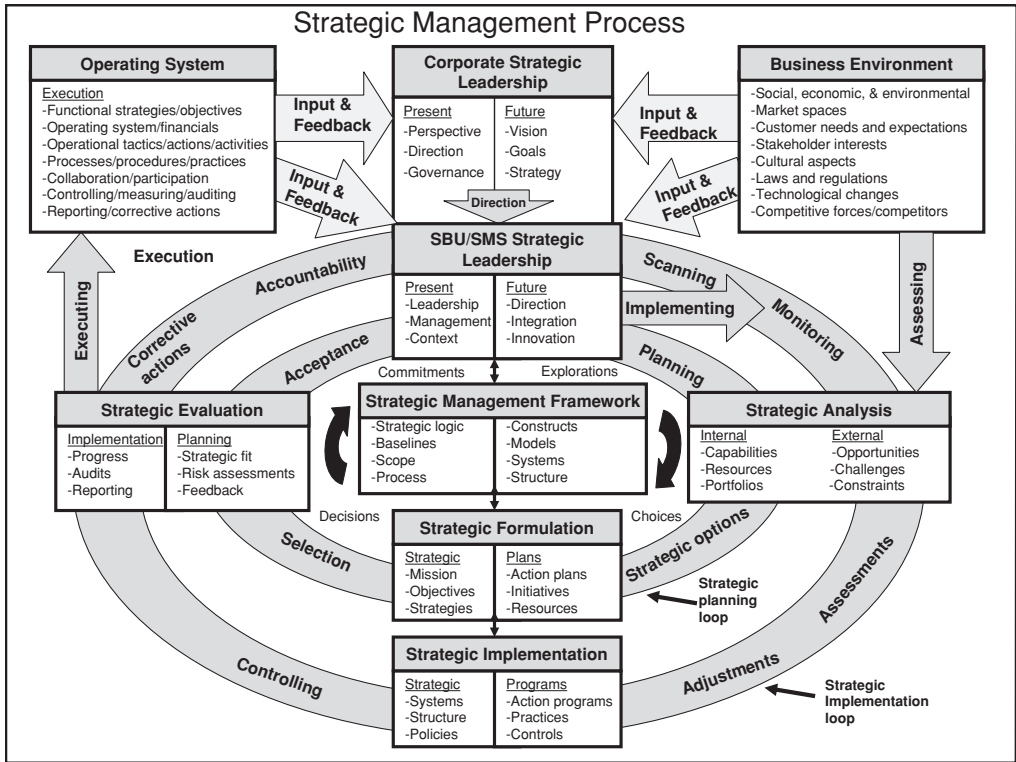 Strategic Management Process
Operating System
Execution
-Functional strategies/objectives
-Operating system/financials
-Operational tactics/actions/activities
-Processes/procedures/practices
-Collaboration/participation
-Controlling/measuring/auditing
-Reporting/corrective actions
Input &
Feedback
Input &
Feedback
Corporate Strategic
Leadership
Present
-Perspective
-Direction
-Governance
Future
-Vision
-Goals
-Strategy
Direction
Input &
Feedback
Input &
Feedback
Business Environment
-Social, economic, & environmental
-Market spaces
-Customer needs and expectations
-Stakeholder interests
-Cultural aspects
-Laws and regulations
-Technological changes
-Competitive forces/competitors
Execution
Executing
Accountability
Corrective
actions
Acceptance
SBU/SMS Strategic
Leadership
Present
-Leadership
-Management
-Context
Future
-Direction
-Integration
-Innovation
Scanning
Implementing
Monitoring
Planning
Assessing
Commitments
Explorations
Strategic Evaluation
Implementation
-Progress
-Audits
-Reporting
Planning
-Strategic fit
-Risk assessments
-Feedback
Strategic Management Framework
-Strategic logic
-Baselines
-Scope
-Process
-Constructs
-Models
-Systems
-Structure
Strategic Analysis
Internal
-Capabilities
-Resources
-Portfolios
External
-Opportunities
-Challenges
-Constraints
Decisions
Choices
Selection
Strategic Formulation
Strategic
-Mission
-Objectives
-Strategies
Plans
-Action plans
-Initiatives
-Resources
Strategic options
Strategic
planning
loop
Assessments
Controlling
Strategic Implementation
Strategic
-Systems
-Structure
-Policies
Programs
-Action programs
-Practices
-Controls
Adjustments
Strategic
Implementation
loop